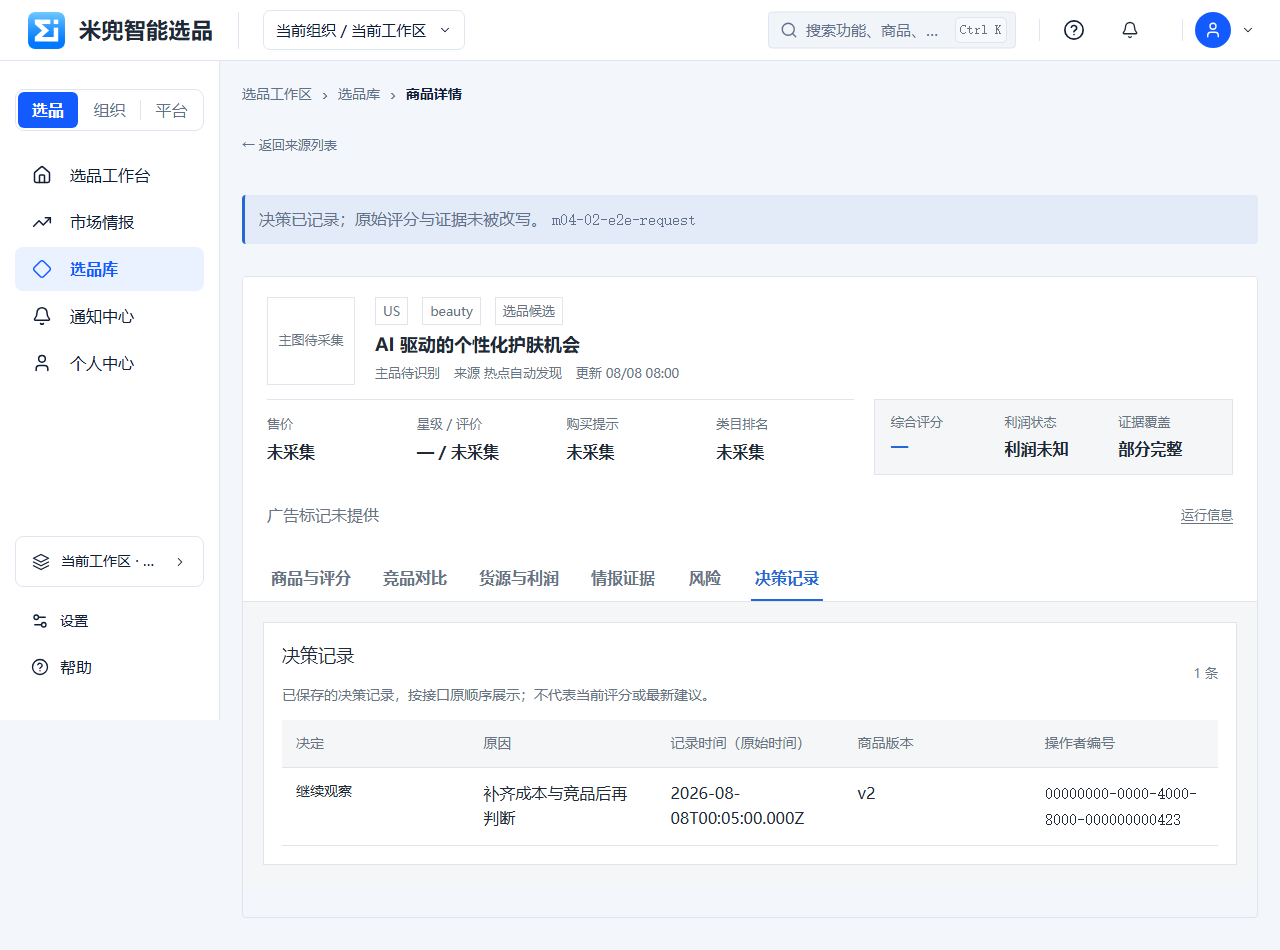 米兜智能选品
当前组织 / 当前工作区
搜索功能、商品、... Ctrl K
选品 组织 平台
选品工作台
市场情报
选品库
通知中心
个人中心
当前工作区 · ...
设置
帮助
选品工作区 › 选品库 › 商品详情
← 返回来源列表
决策已记录；原始评分与证据未被改写。 m04-02-e2e-request
主图待采集
US beauty 选品候选
AI 驱动的个性化护肤机会
主品待识别 来源 热点自动发现 更新 08/08 08:00
售价 星级 / 评价 购买提示 类目排名
未采集 — / 未采集 未采集 未采集
综合评分 利润状态 证据覆盖
— 利润未知 部分完整
广告标记未提供 运行信息
商品与评分 竞品对比 货源与利润 情报证据 风险 决策记录
决策记录
1 条
已保存的决策记录，按接口原顺序展示；不代表当前评分或最新建议。
决定 原因 记录时间（原始时间） 商品版本 操作者编号
继续观察 补齐成本与竞品后再 2026-08- v2 00000000-0000-4000-
判断 08T00:05:00.000Z 8000-000000000423